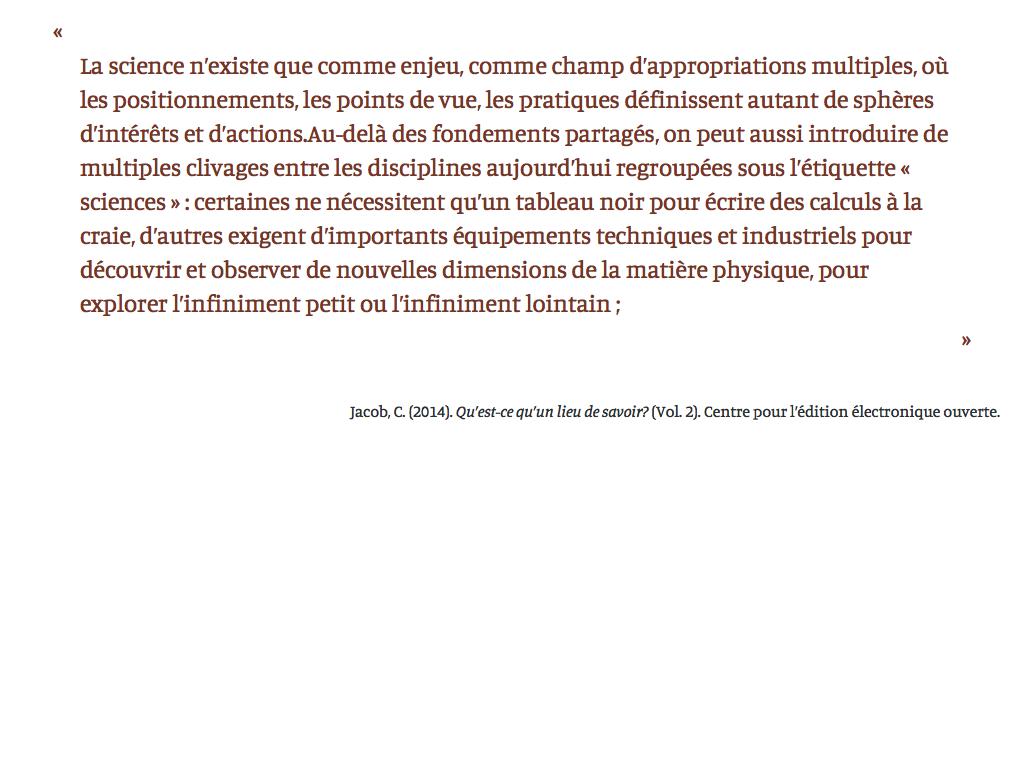 «
La science n’existe que comme enjeu, comme champ d’appropriations multiples, où
les positionnements, les points de vue, les pratiques définissent autant de sphères
d’intérêts et d’actions.Au-delà des fondements partagés, on peut aussi introduire de
multiples clivages entre les disciplines aujourd’hui regroupées sous l’étiquette «
sciences » : certaines ne nécessitent qu’un tableau noir pour écrire des calculs à la
craie, d’autres exigent d’importants équipements techniques et industriels pour
découvrir et observer de nouvelles dimensions de la matière physique, pour
explorer l’infiniment petit ou l’infiniment lointain ;
»
Jacob, C. (2014). Qu’est-ce qu’un lieu de savoir? (Vol. 2). Centre pour l’édition électronique ouverte.